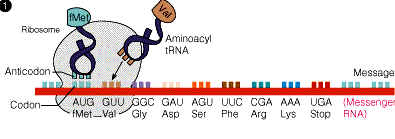 1
fMet
Val
Ribosome
Aminoacyl
tRNA
Anticodon
Message
Codon
AUG GUU GGC GAU AGU UUC CGA AAA UGA (Messenger
fMet Val Gly Asp Ser Phe Arg Lys Stop RNA)